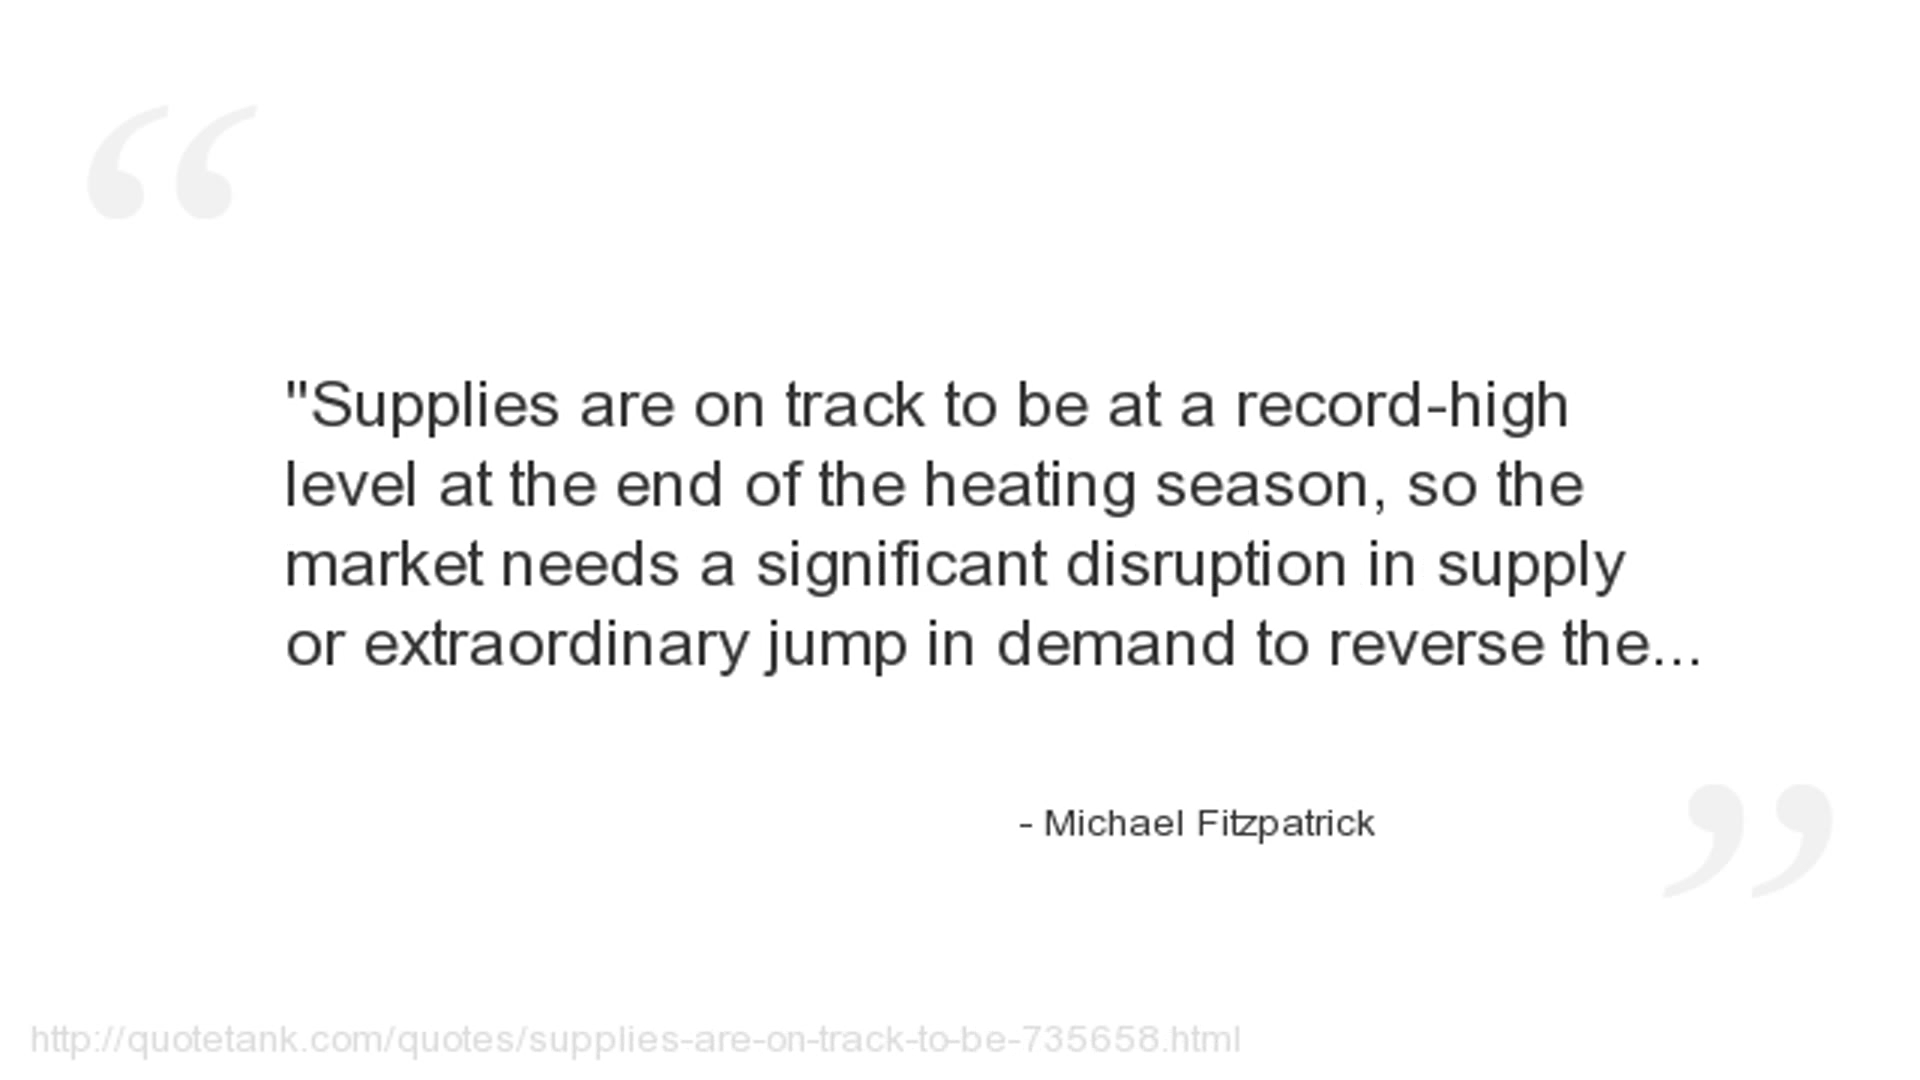 "Supplies are on track to be at a record-high
level at the end of the heating season, so the
market needs a significant disruption in supply
or extraordinary jump in demand to reverse the...
- Michael Fitzpatrick
http://quotetank.com/quotes/supplies-are-on-track-to-be-735658.html